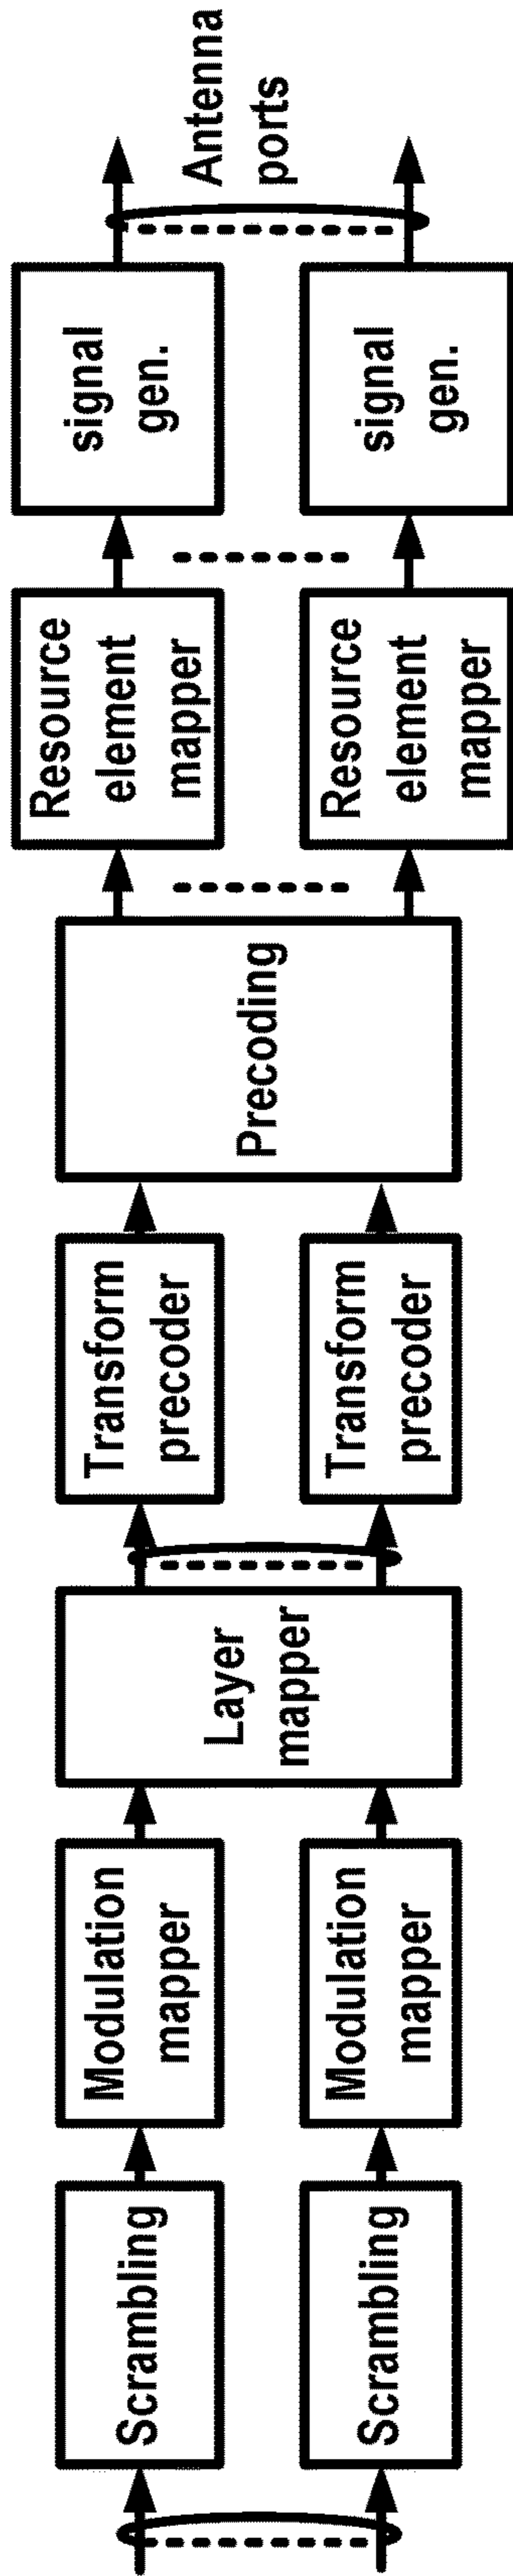 Scrambling
Scrambling
Modulation
mapper
Modulation
mapper
Layer
mapper
Transform
precoder
Transform
precoder
Precoding
Resource
element
mapper
Resource
element
mapper
signal
gen.
signal
gen.
Antenna
ports